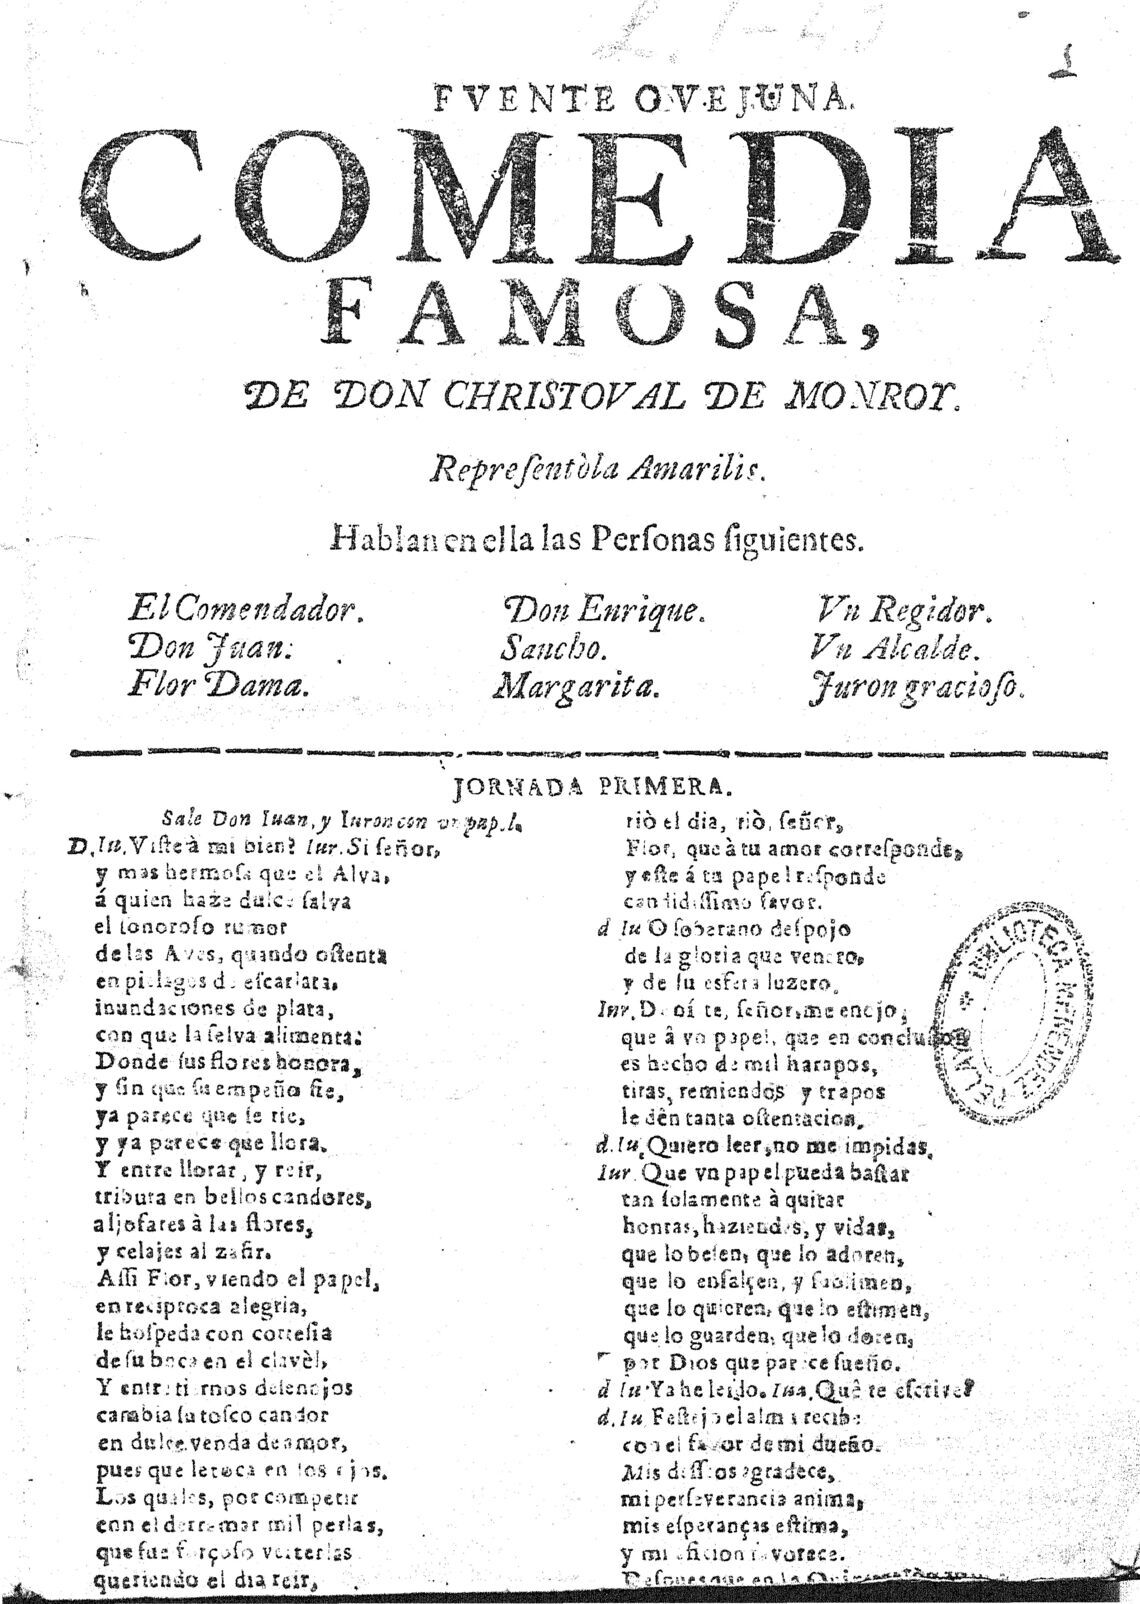 1
FVENTE OVEJUNA.
COMEDIA
FAMOSA,
DE DON CHRISTOVAL DE MONROY.
Repreſentòla Amarilis.
Hablan en ella las Perſonas ſiguientes.
El Comendador.
Don Juan.
Flor Dama.
Don Enrique.
Sancho.
Margarita.
Vn Regidor.
Vn Alcalde.
Juron gracioſo.
JORNADA PRIMERA.
Sale Don Iuan, y Iuron con vn papel.
D. Iu. Viſte à mi bien? Iur. Si ſeñor,
y mas hermoſa que el Alva,
á quien haze dulce ſalva
el ſonoroſo rumor
de las Aves, quando oſtenta
en pielagos de eſcarlata,
inundaciones de plata,
con que la ſelva alimenta:
Donde ſus flores honora,
y ſin que ſu empeño fie,
ya parece que ſe rie,
y ya parece que llora.
Y entre llorar, y reir,
tributa en bellos candores,
aljofares à las flores,
y celajes al zafir.
Aſſi Flor, viendo el papel,
en reciproca alegria,
le hoſpeda con corteſia
de ſu boca en el clavèl,
Y entre tiernos deſenojos
cambia ſu toſco candor
en dulce venda de amor,
pues que le toca en los ojos.
Los quales, por competir
con el derramar mil perlas,
que fue forçoſo verterlas
queriendo el dia reir,
riò el dia, riò, ſeñor,
Flor, que à tu amor correſponde,
y eſte á tu papel reſponde
candidiſſimo favor.
d Iu O ſoberano deſpojo
de la gloria que venero,
y de ſu esfera luzero.
Iur. D oí te, ſeñor, me enojo,
que â vn papel, que en concluſion
es hecho de mil harapos,
tiras, remiendos y trapos
le dên tanta oſtentacion.
d. Iu. Quiero leer, no me impidas.
Iur. Que vn papel pueda baſtar
tan ſolamente à quitar
honras, haziendas, y vidas,
que lo beſen, que lo adoren,
que lo enſalçen, y ſublimen,
que lo quieren, que lo eſtimen,
que lo guarden, que lo doren,
por Dios que parece ſueño.
d Iu Ya he leido. Iua. Què te eſcrive?
d. Iu Feſtejo el alma recibe
con el favor de mi dueño.
Mis deſſeos agradece,
mi perſeverancia anima,
mis eſperanças eſtima,
y mi aficion favorece.
Deſpues que en la
BIBLIOTECA MENENDEZ PELAYO